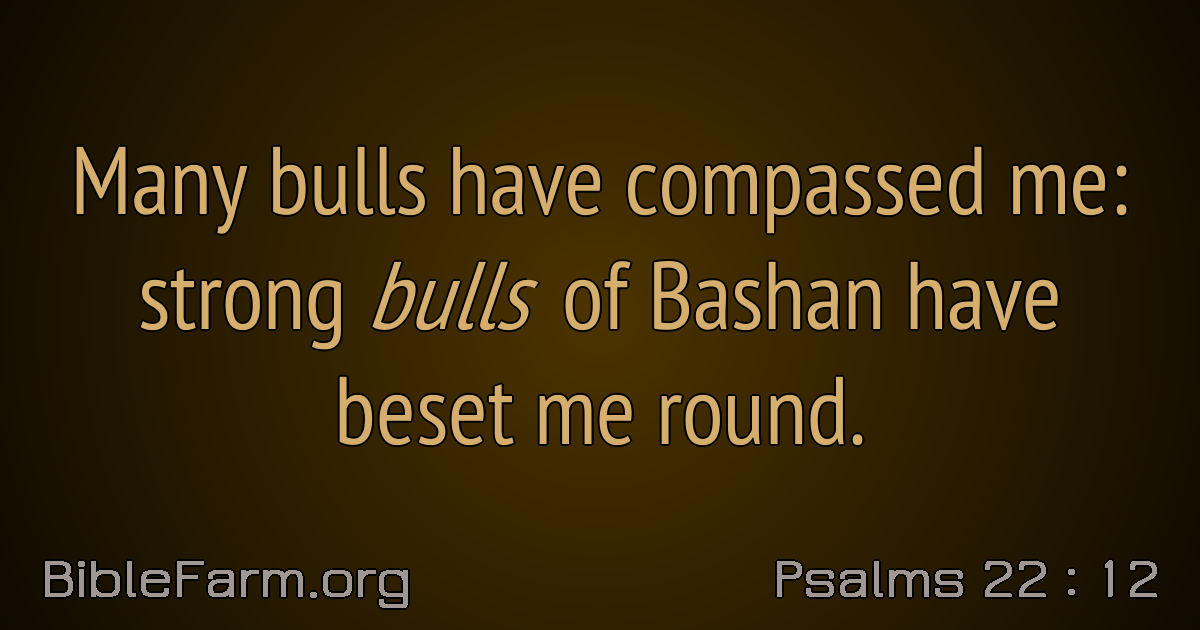 Many bulls have compassed me:
strong bulls of Bashan have
beset me round.
BibleFarm.org
Psalms 22 : 12